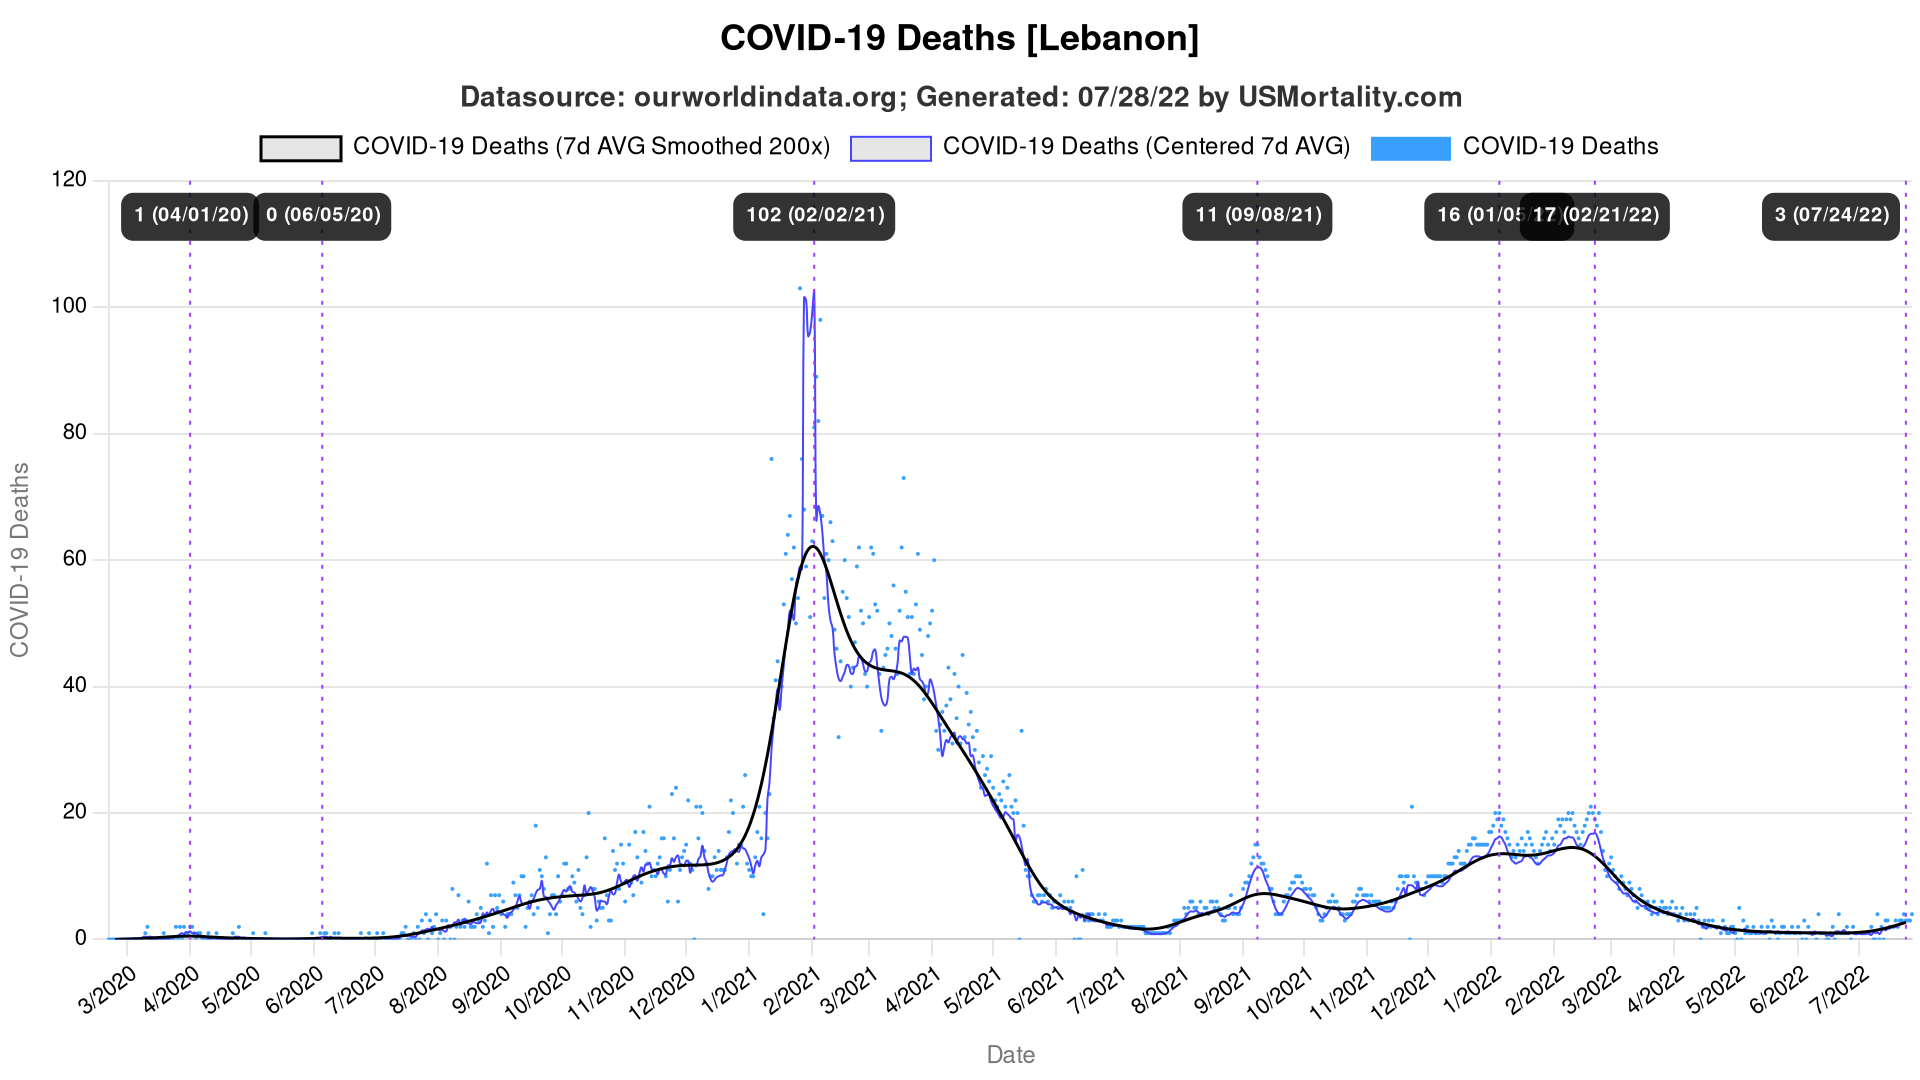 COVID-19 Deaths [Lebanon]
Datasource: ourworldindata.org; Generated: 07/28/22 by USMortality.com
COVID-19 Deaths (7d AVG Smoothed 200x) COVID-19 Deaths (Centered 7d AVG) COVID-19 Deaths
120
1 (04/01/20) 0 (06/05/20) 102 (02/02/21) 11 (09/08/21) 16 (01/05/22) 17 (02/21/22) 3 (07/24/22)
100
80
60
40
20
0
COVID-19 Deaths
3/2020 4/2020 5/2020 6/2020 7/2020 8/2020 9/2020 10/2020 11/2020 12/2020 1/2021 2/2021 3/2021 4/2021 5/2021 6/2021 7/2021 8/2021 9/2021 10/2021 11/2021 12/2021 1/2022 2/2022 3/2022 4/2022 5/2022 6/2022 7/2022
Date